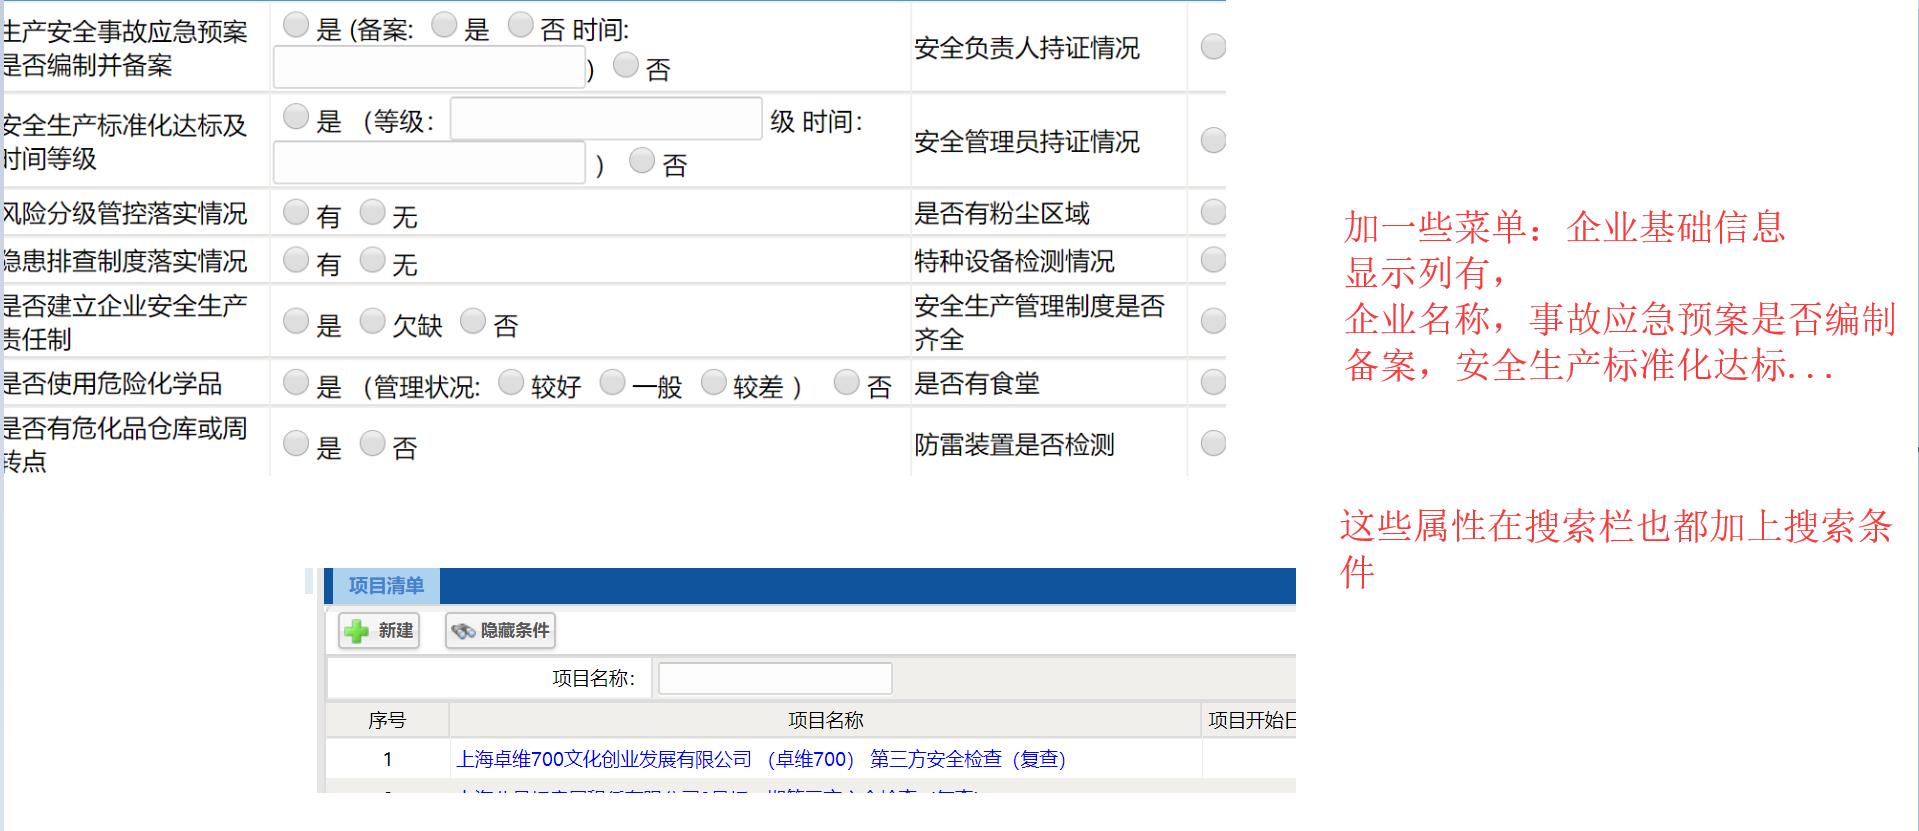 生产安全事故应急预案 是 (备案: 是 否 时间:
是否编制并备案 ) 否
安全负责人持证情况
安全生产标准化达标及 是 (等级: 级 时间:
时间等级 ) 否
安全管理员持证情况
风险分级管控落实情况 有 无 是否有粉尘区域
隐患排查制度落实情况 有 无 特种设备检测情况
是否建立企业安全生产
责任制 是 欠缺 否
安全生产管理制度是否
齐全
是否使用危险化学品 是 (管理状况: 较好 一般 较差 ) 否 是否有食堂
是否有危化品仓库或周
转点 是 否 防雷装置是否检测
加一些菜单：企业基础信息
显示列有，
企业名称，事故应急预案是否编制
备案，安全生产标准化达标...
这些属性在搜索栏也都加上搜索条
件
项目清单
新建 隐藏条件
项目名称:
序号 项目名称 项目开始日
1 上海卓维700文化创业发展有限公司 （卓维700） 第三方安全检查（复查）